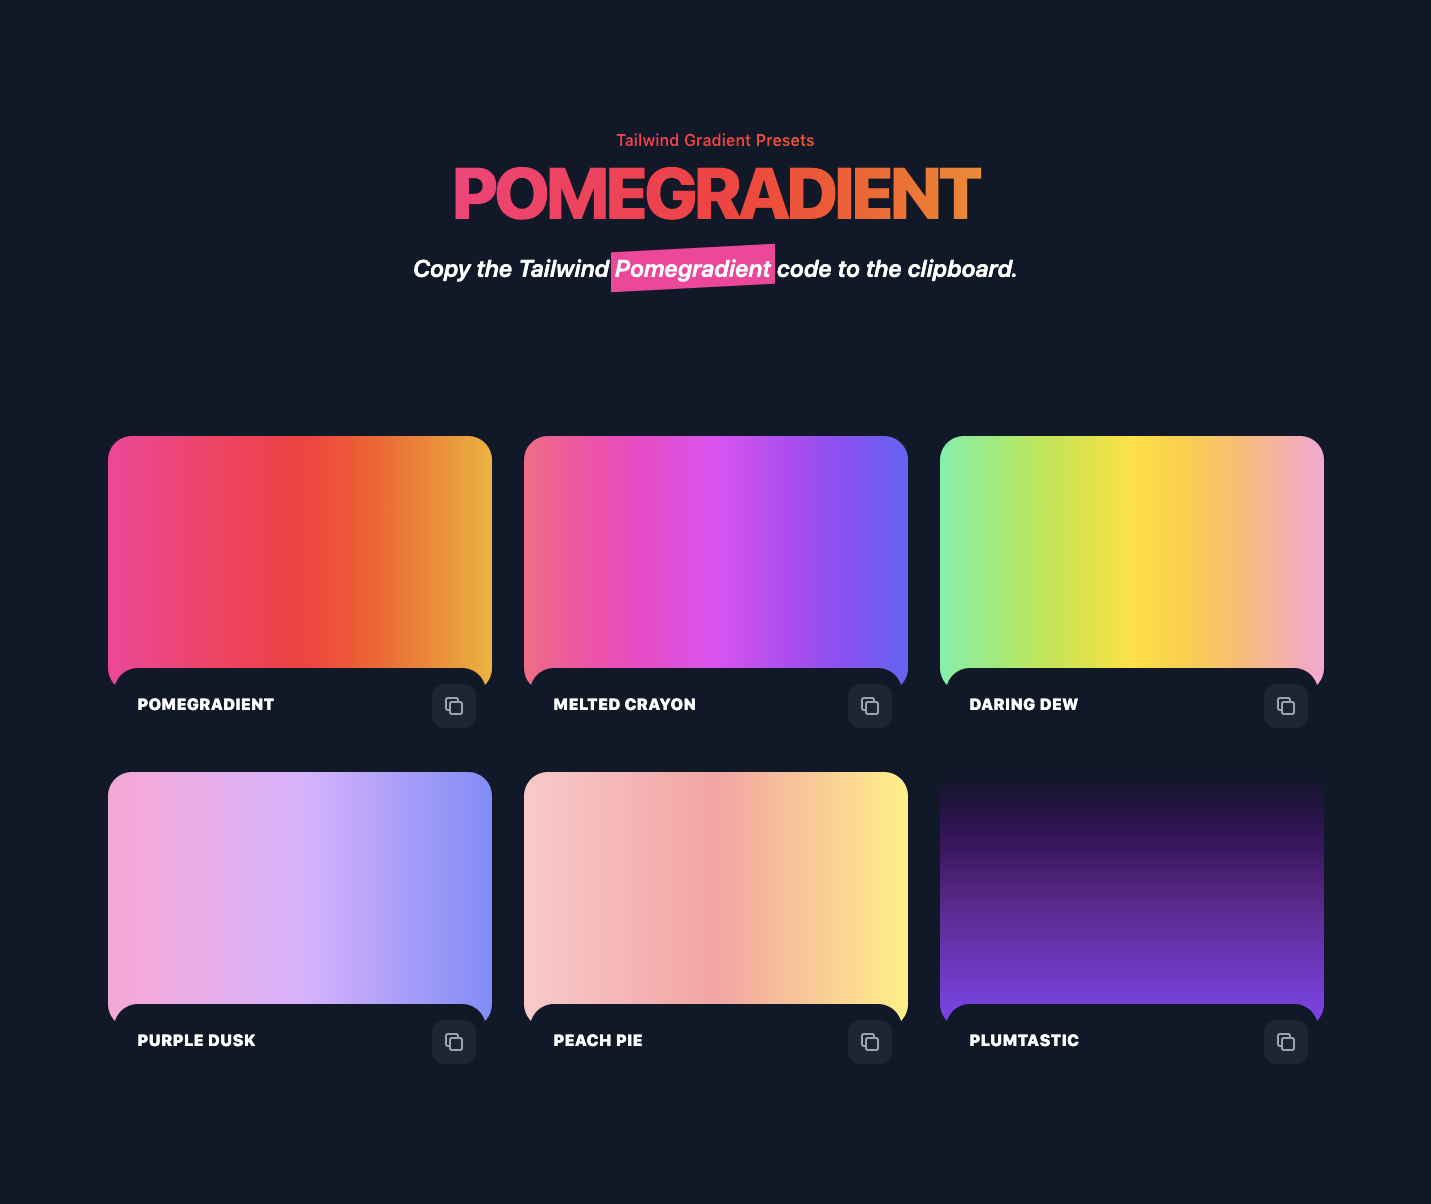 Tailwind Gradient Presets
POMEGRADIENT
Copy the Tailwind Pomegradient code to the clipboard.
POMEGRADIENT
MELTED CRAYON
DARING DEW
PURPLE DUSK
PEACH PIE
PLUMTASTIC